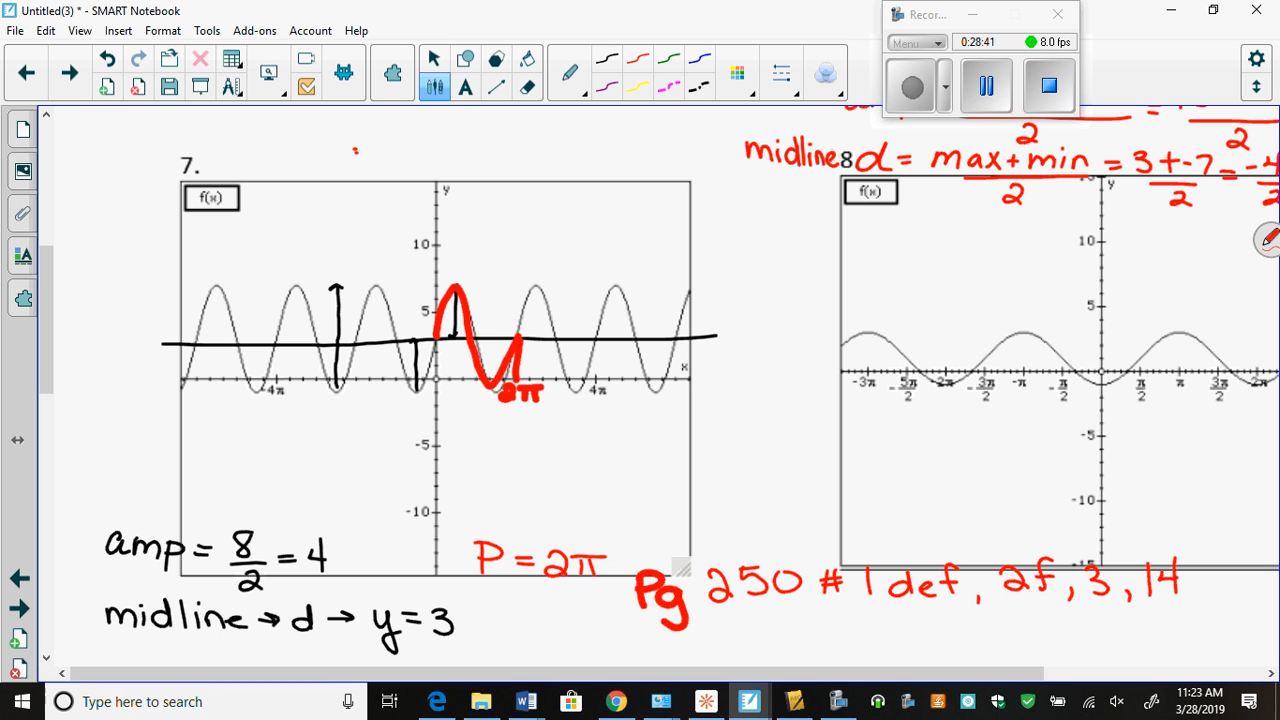 Untitled(3) * - SMART Notebook
File Edit View Insert Format Tools Add-ons Account Help
Recor...
Menu
0:28:41
8.0 fps
2
2
midline d = max+min = 3+-7 = -4
2 2 2
7.
8
f(x)
y
10
5
x
-4π
2π
4π
-5
-10
amp = 8 = 4
2
P = 2π
midline → d → y = 3
f(x)
y
10
-3π -5π -2π -3π -π -π π π 3π 2π
2 2 2 2 2
-5
-10
-15
Pg 250 # 1 def, 2f, 3, 14
Type here to search
11:23 AM
3/28/2019